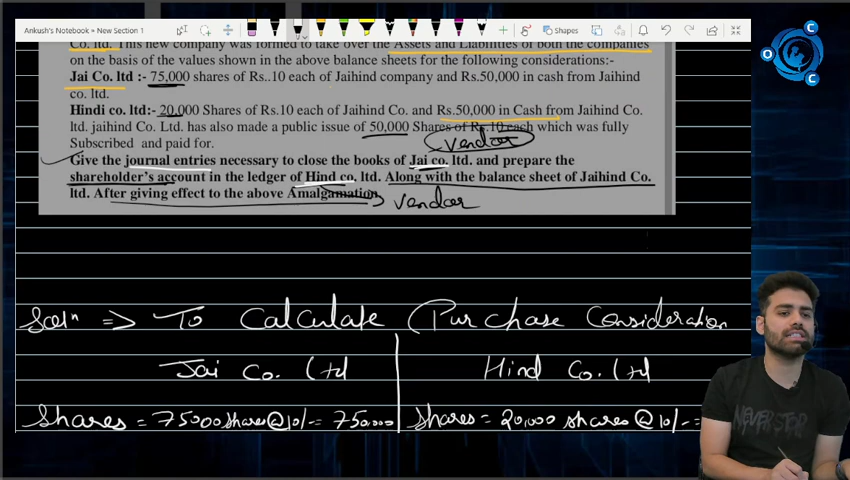 Ankush's Notebook » New Section 1
Shapes
Co. ltd. This new company was formed to take over the Assets and Liabilities of both the companies
on the basis of the values shown in the above balance sheets for the following considerations:-
Jai Co. ltd :- 75,000 shares of Rs..10 each of Jaihind company and Rs.50,000 in cash from Jaihind
co. ltd.
Hindi co. ltd:- 20,000 Shares of Rs.10 each of Jaihind Co. and Rs.50,000 in Cash from Jaihind Co.
ltd. jaihind Co. Ltd. has also made a public issue of 50,000 Shares of Rs.10 each which was fully
Subscribed and paid for.
vendor
Give the journal entries necessary to close the books of Jai co. ltd. and prepare the
shareholder's account in the ledger of Hind co. ltd. Along with the balance sheet of Jaihind Co.
ltd. After giving effect to the above Amalgamation.
vendor
Solⁿ => To Calculate Purchase Consideration
Jai Co. Ltd
Hind Co. Ltd
Shares = 75000 shares@10/- = 750,000
Shares = 20,000 shares@10/- =
NEVER STOP
O
C
C